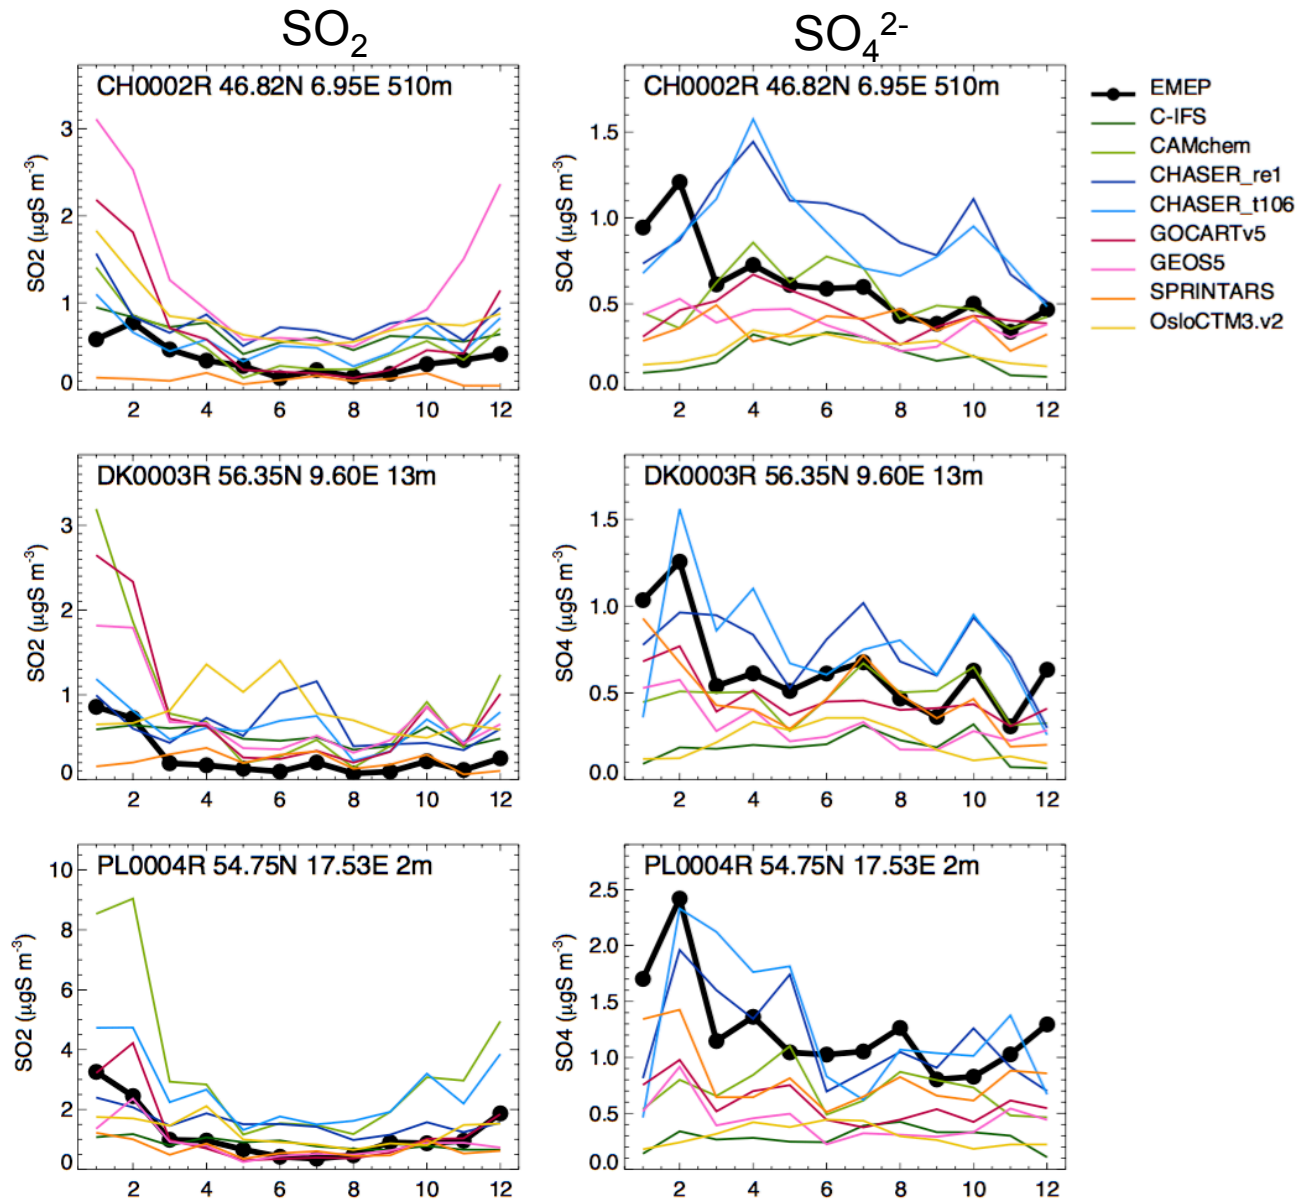 SO2 SO4 2-
CH0002R 46.82N 6.95E 510m
SO2 (µgS m-3)
3
2
1
0
2 4 6 8 10 12
CH0002R 46.82N 6.95E 510m
SO4 (µgS m-3)
1.5
1.0
0.5
0.0
2 4 6 8 10 12
EMEP
C-IFS
CAMchem
CHASER_re1
CHASER_t106
GOCARTv5
GEOS5
SPRINTARS
OsloCTM3.v2
DK0003R 56.35N 9.60E 13m
SO2 (µgS m-3)
3
2
1
0
2 4 6 8 10 12
DK0003R 56.35N 9.60E 13m
SO4 (µgS m-3)
1.5
1.0
0.5
0.0
2 4 6 8 10 12
PL0004R 54.75N 17.53E 2m
SO2 (µgS m-3)
10
8
6
4
2
0
2 4 6 8 10 12
PL0004R 54.75N 17.53E 2m
SO4 (µgS m-3)
2.5
2.0
1.5
1.0
0.5
0.0
2 4 6 8 10 12